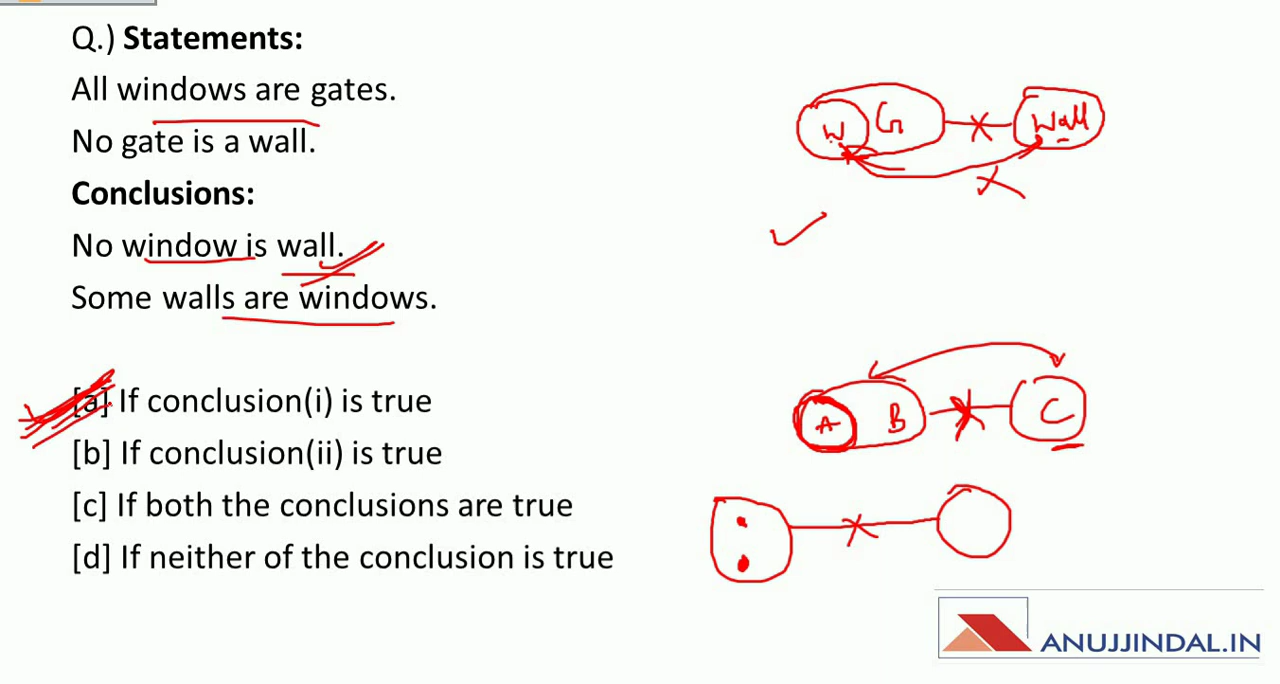 Q.) Statements:
All windows are gates.
No gate is a wall.
Conclusions:
No window is wall.
Some walls are windows.
[a] If conclusion(i) is true
[b] If conclusion(ii) is true
[c] If both the conclusions are true
[d] If neither of the conclusion is true
W G Wall
A B C
ANUJJINDAL.IN